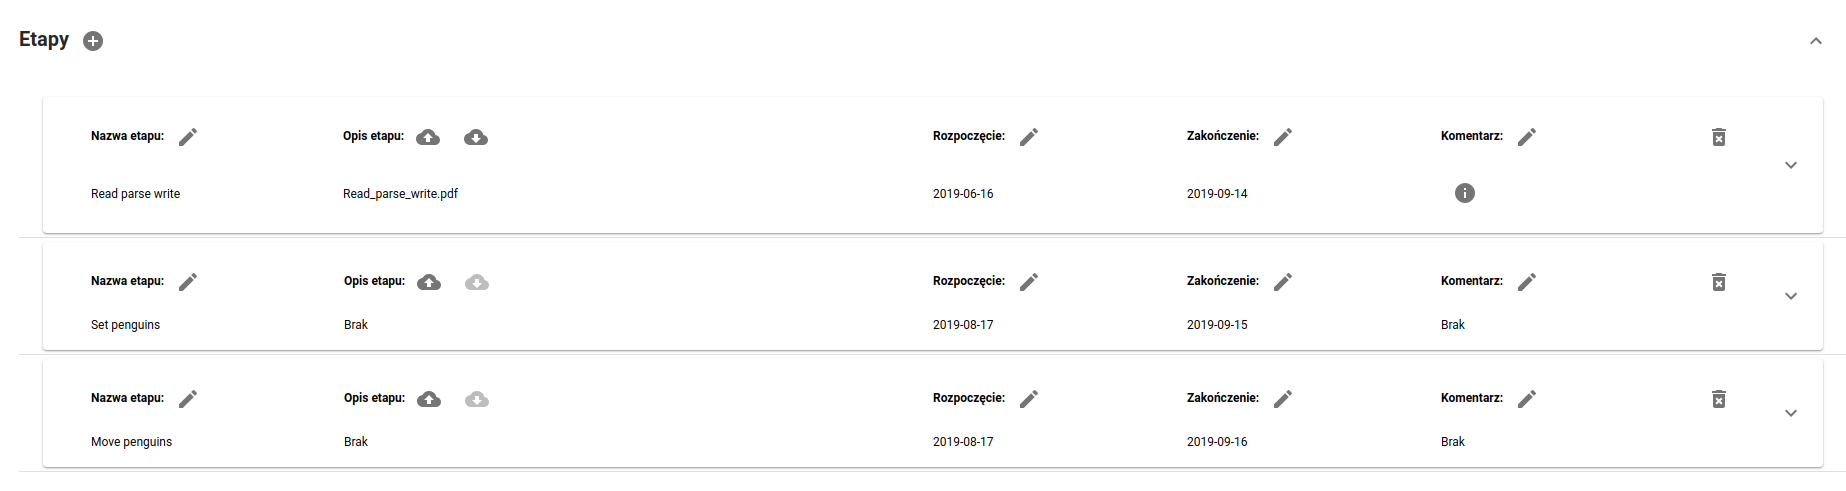 Etapy
Nazwa etapu: Opis etapu: Rozpoczęcie: Zakończenie: Komentarz:
Read parse write Read_parse_write.pdf 2019-06-16 2019-09-14
Nazwa etapu: Opis etapu: Rozpoczęcie: Zakończenie: Komentarz:
Set penguins Brak 2019-08-17 2019-09-15 Brak
Nazwa etapu: Opis etapu: Rozpoczęcie: Zakończenie: Komentarz:
Move penguins Brak 2019-08-17 2019-09-16 Brak